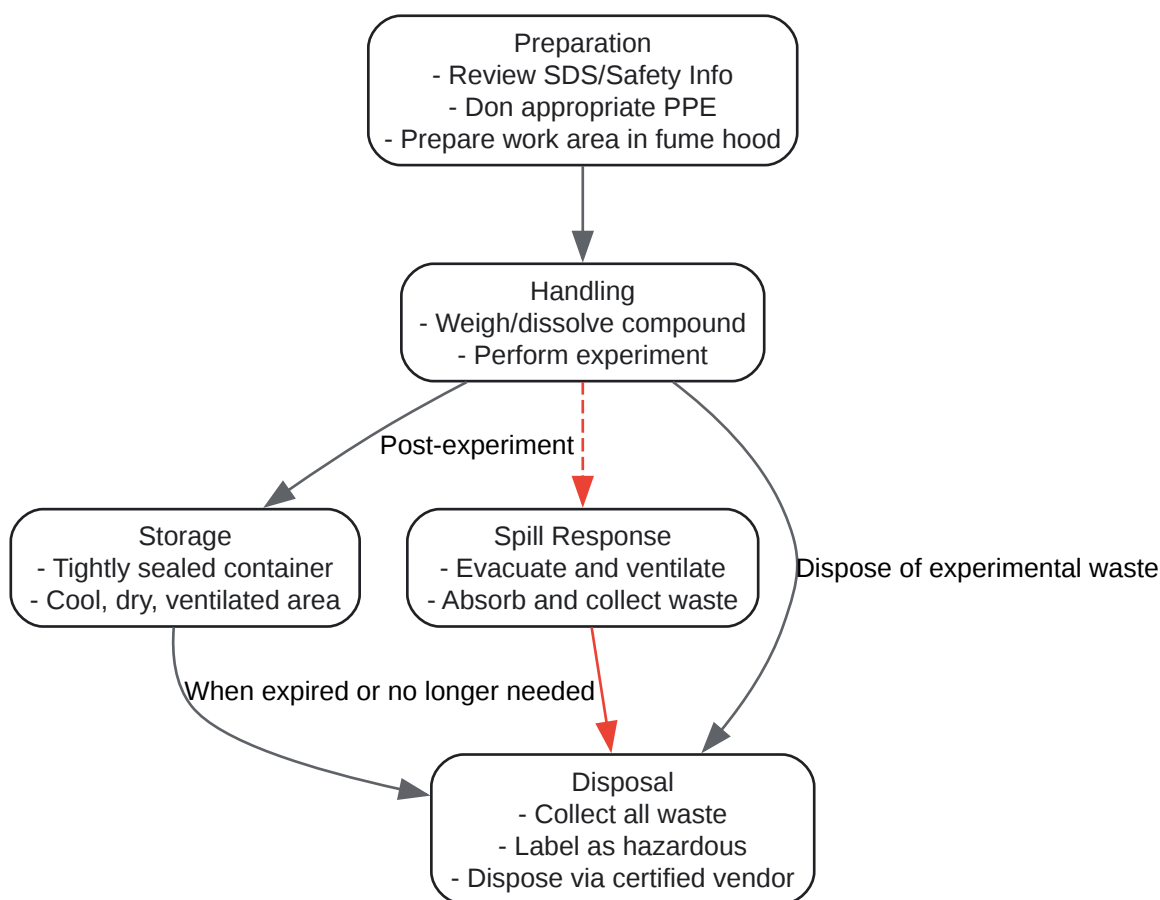 Preparation
- Review SDS/Safety Info
- Don appropriate PPE
- Prepare work area in fume hood
Handling
- Weigh/dissolve compound
- Perform experiment
Post-experiment
Storage
- Tightly sealed container
- Cool, dry, ventilated area
Spill Response
- Evacuate and ventilate
- Absorb and collect waste
Dispose of experimental waste
When expired or no longer needed
Disposal
- Collect all waste
- Label as hazardous
- Dispose via certified vendor